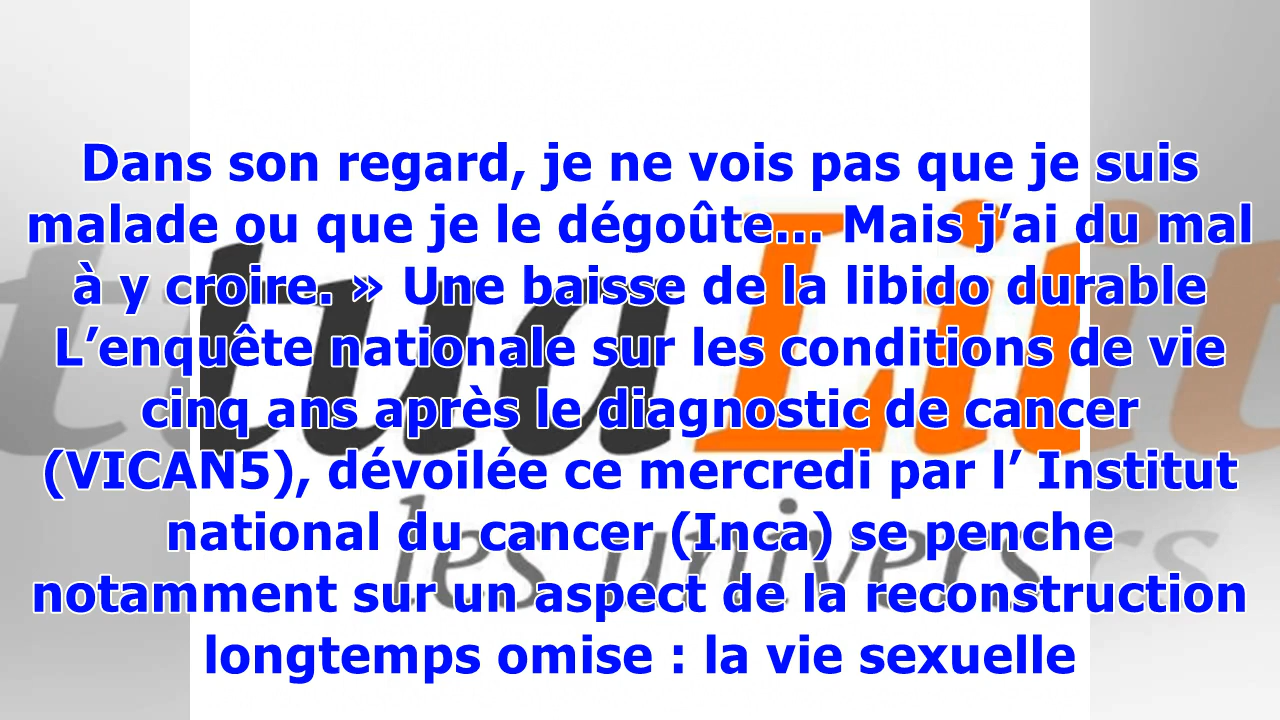 Dans son regard, je ne vois pas que je suis
malade ou que je le dégoûte... Mais j’ai du mal
à y croire. » Une baisse de la libido durable
L’enquête nationale sur les conditions de vie
cinq ans après le diagnostic de cancer
(VICAN5), dévoilée ce mercredi par l’ Institut
national du cancer (Inca) se penche
notamment sur un aspect de la reconstruction
longtemps omise : la vie sexuelle
les univers